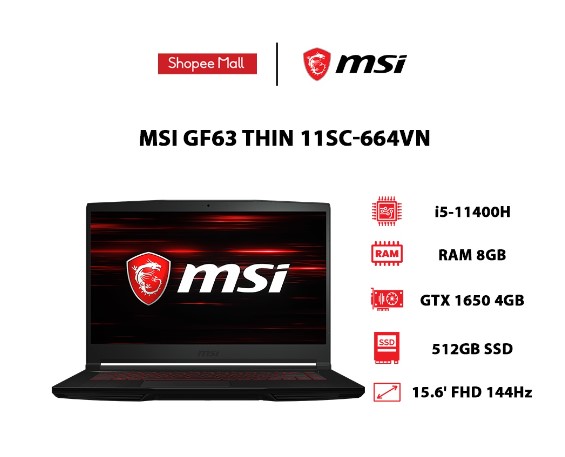 Shopee Mall
msi
MSI GF63 THIN 11SC-664VN
msi
msi
i5-11400H
RAM
RAM 8GB
GTX 1650 4GB
SSD
512GB SSD
15.6' FHD 144Hz